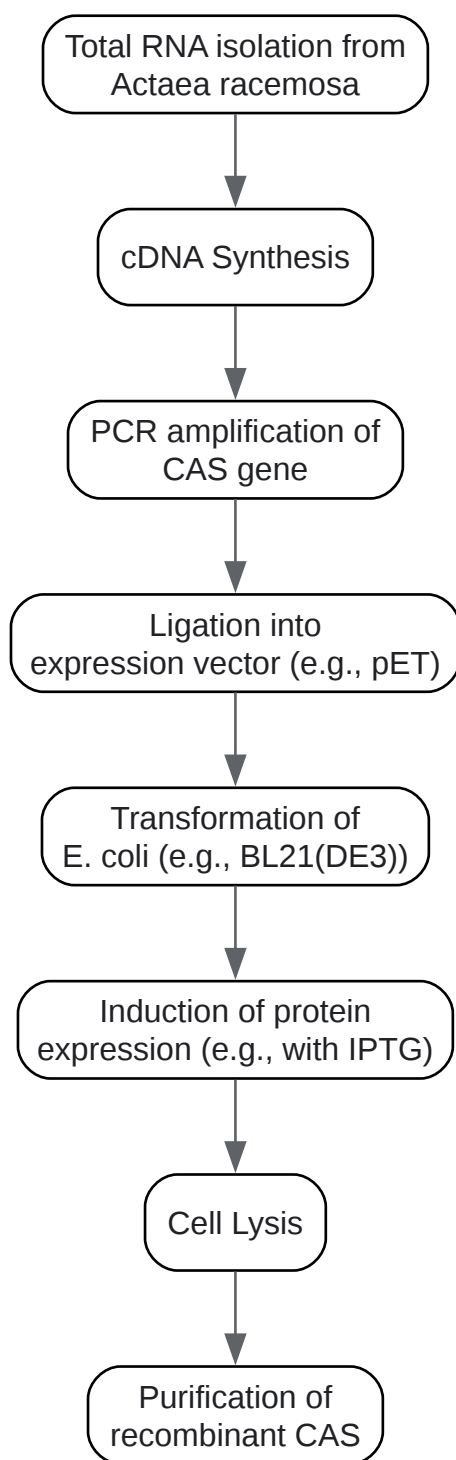 Total RNA isolation from
Actaea racemosa
cDNA Synthesis
PCR amplification of
CAS gene
Ligation into
expression vector (e.g., pET)
Transformation of
E. coli (e.g., BL21(DE3))
Induction of protein
expression (e.g., with IPTG)
Cell Lysis
Purification of
recombinant CAS